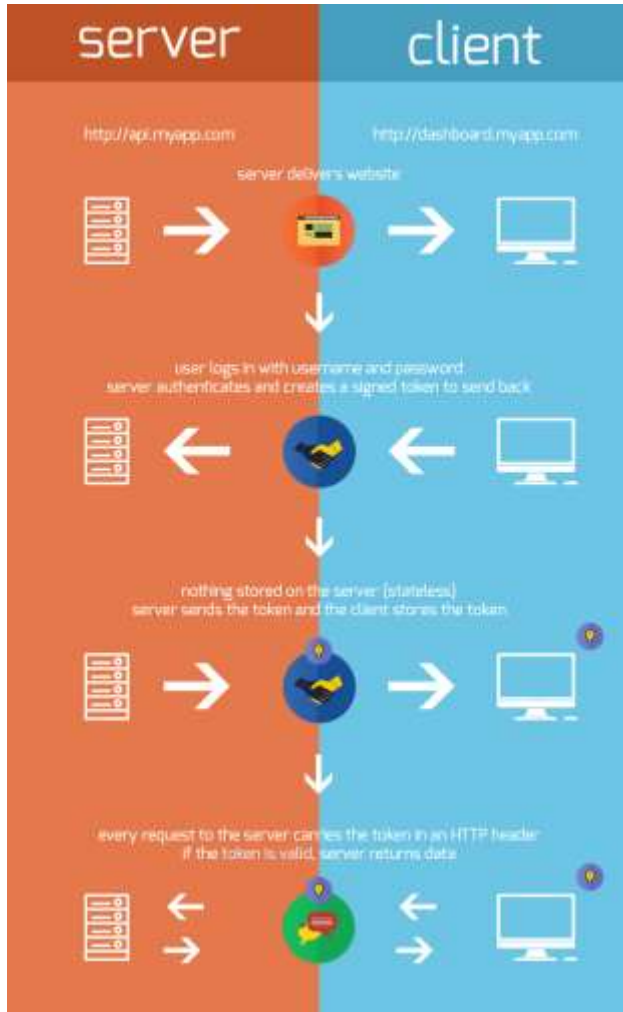 server
client
http://api.myapp.com
http://dashboard.myapp.com
server delivers website
user logs in with username and password
server authenticates and creates a signed token to send back
nothing stored on the server (stateless)
server sends the token and the client stores the token
every request to the server carries the token in an HTTP header
if the token is valid, server returns data